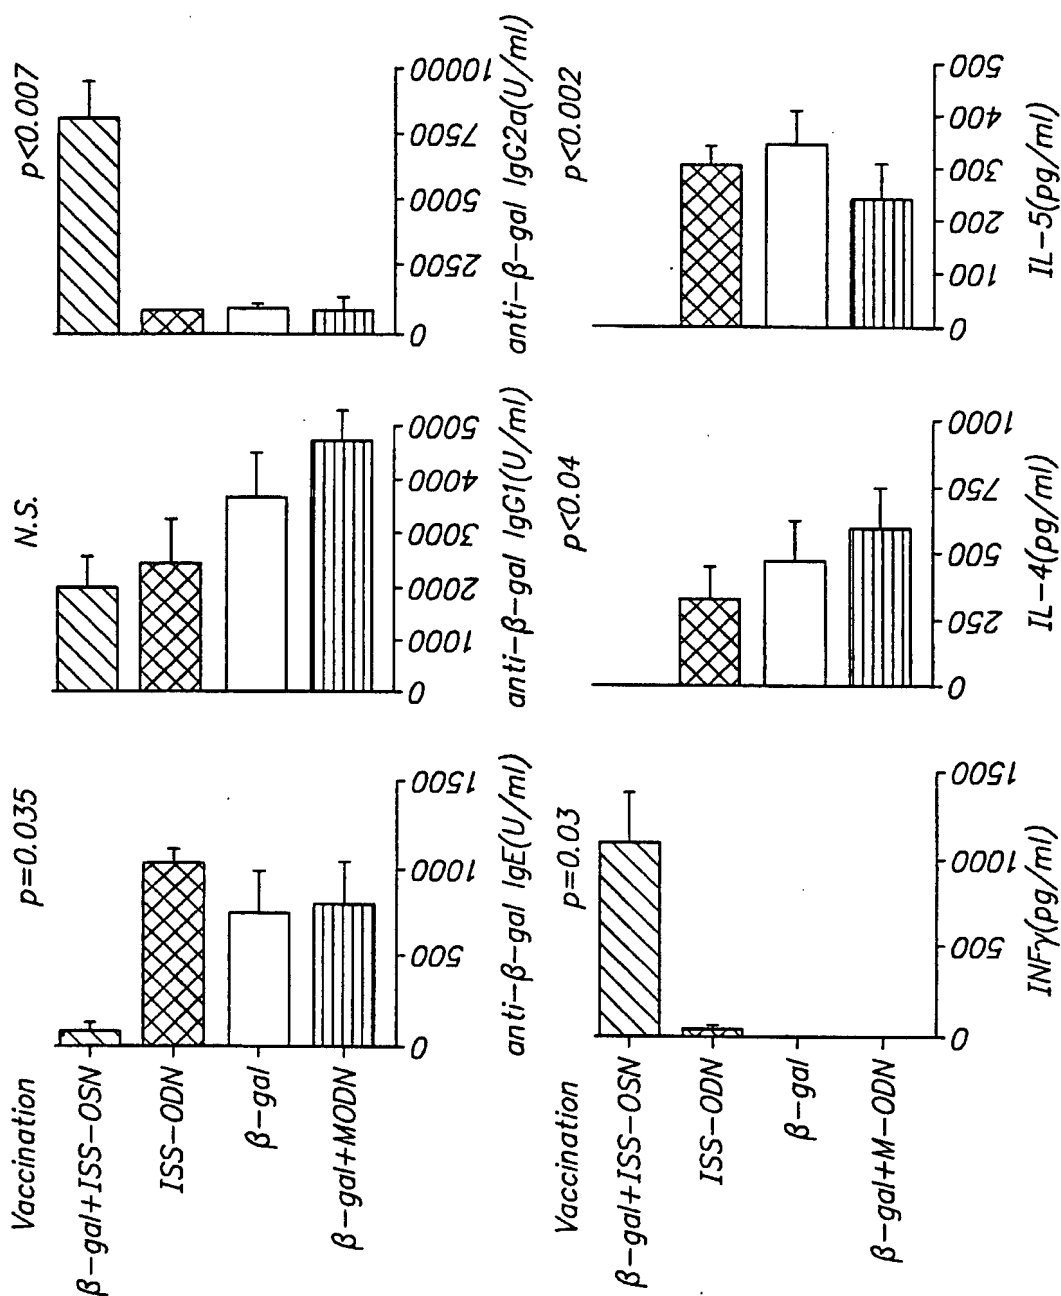 Vaccination
p=0.035
N.S.
p<0.007
β-gal+ISS-OSN
ISS-ODN
β-gal
β-gal+MODN
0 500 1000 1500
0 1000 2000 3000 4000 5000
0 2500 5000 7500 10000
anti-β-gal IgE(U/ml)
anti-β-gal IgG1(U/ml)
anti-β-gal IgG2a(U/ml)
Vaccination
p=0.03
p<0.04
p<0.002
β-gal+ISS-OSN
ISS-ODN
β-gal
β-gal+M-ODN
0 500 1000 1500
0 250 500 750 1000
0 100 200 300 400 500
INFγ(pg/ml)
IL-4(pg/ml)
IL-5(pg/ml)